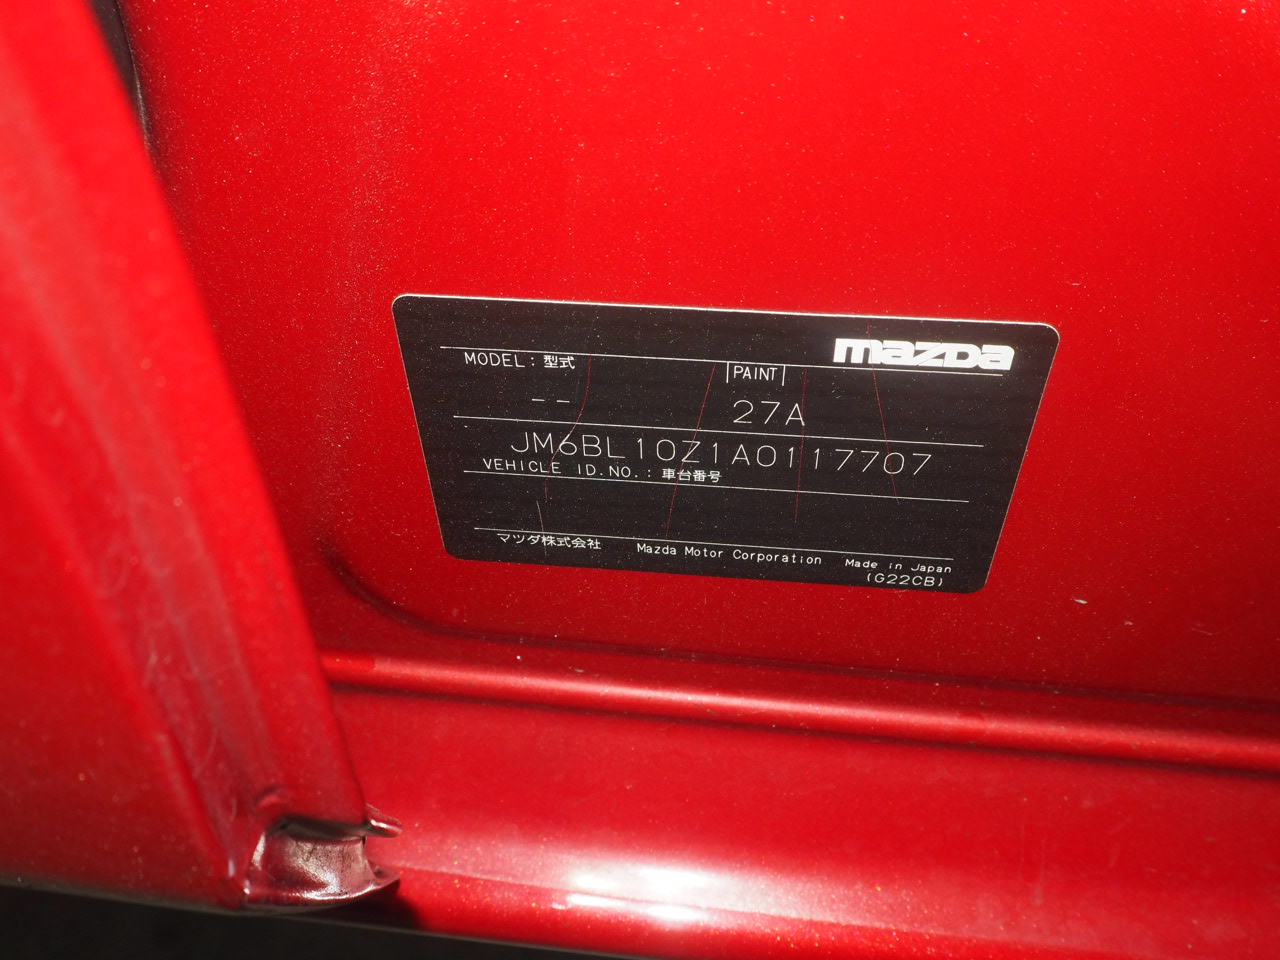 mazda
MODEL : 型式
PAINT
-- 27A
JM6BL10Z1A0117707
VEHICLE ID.NO. : 車台番号
マツダ株式会社 Mazda Motor Corporation Made in Japan
(G22CB)